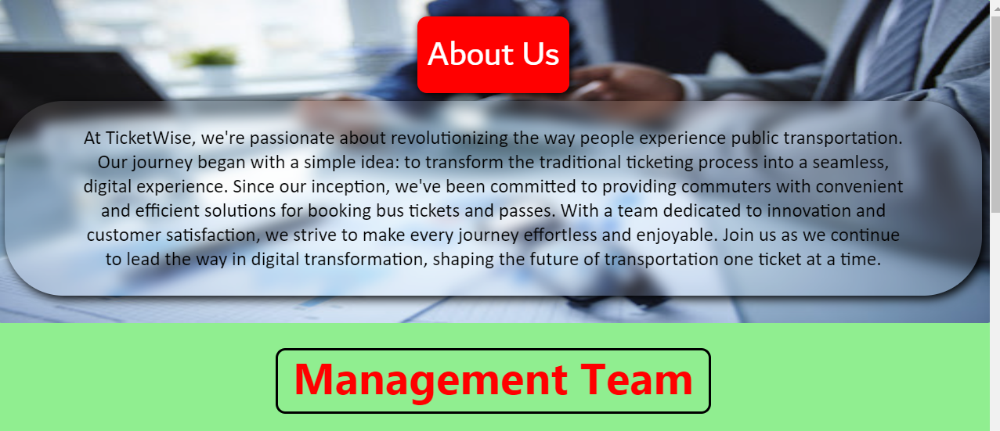 About Us
At TicketWise, we're passionate about revolutionizing the way people experience public transportation.
Our journey began with a simple idea: to transform the traditional ticketing process into a seamless,
digital experience. Since our inception, we've been committed to providing commuters with convenient
and efficient solutions for booking bus tickets and passes. With a team dedicated to innovation and
customer satisfaction, we strive to make every journey effortless and enjoyable. Join us as we continue
to lead the way in digital transformation, shaping the future of transportation one ticket at a time.
Management Team